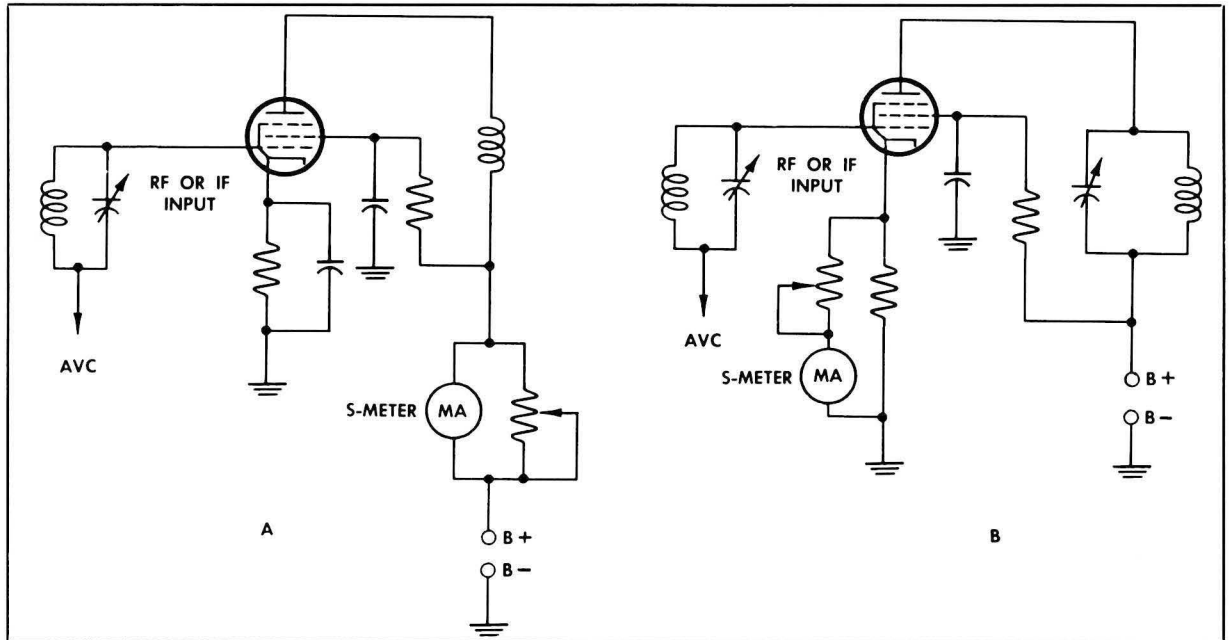 RF OR IF
INPUT
AVC
S-METER
MA
B+
B-
A
RF OR IF
INPUT
AVC
S-METER
MA
B+
B-
B